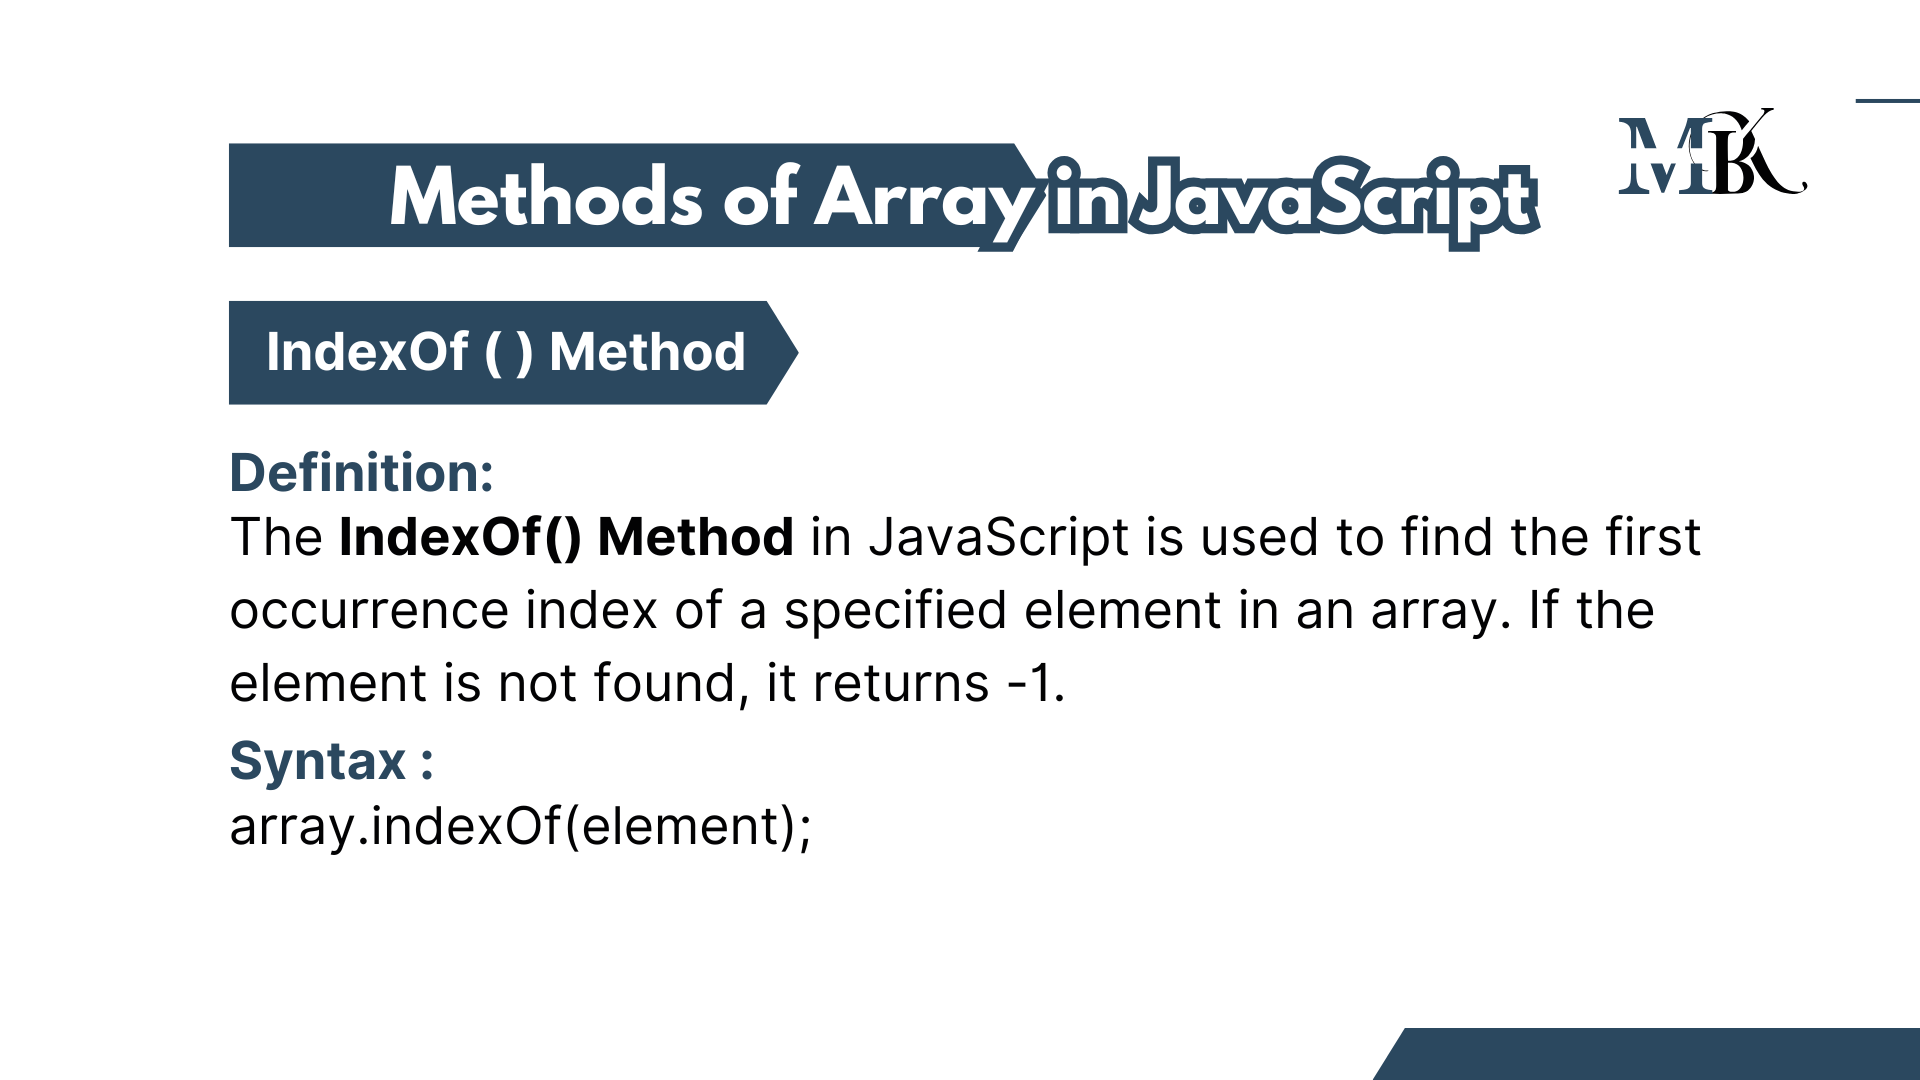 Methods of Array in JavaScript
MBK
IndexOf ( ) Method
Definition:
The IndexOf() Method in JavaScript is used to find the first
occurrence index of a specified element in an array. If the
element is not found, it returns -1.
Syntax :
array.indexOf(element);